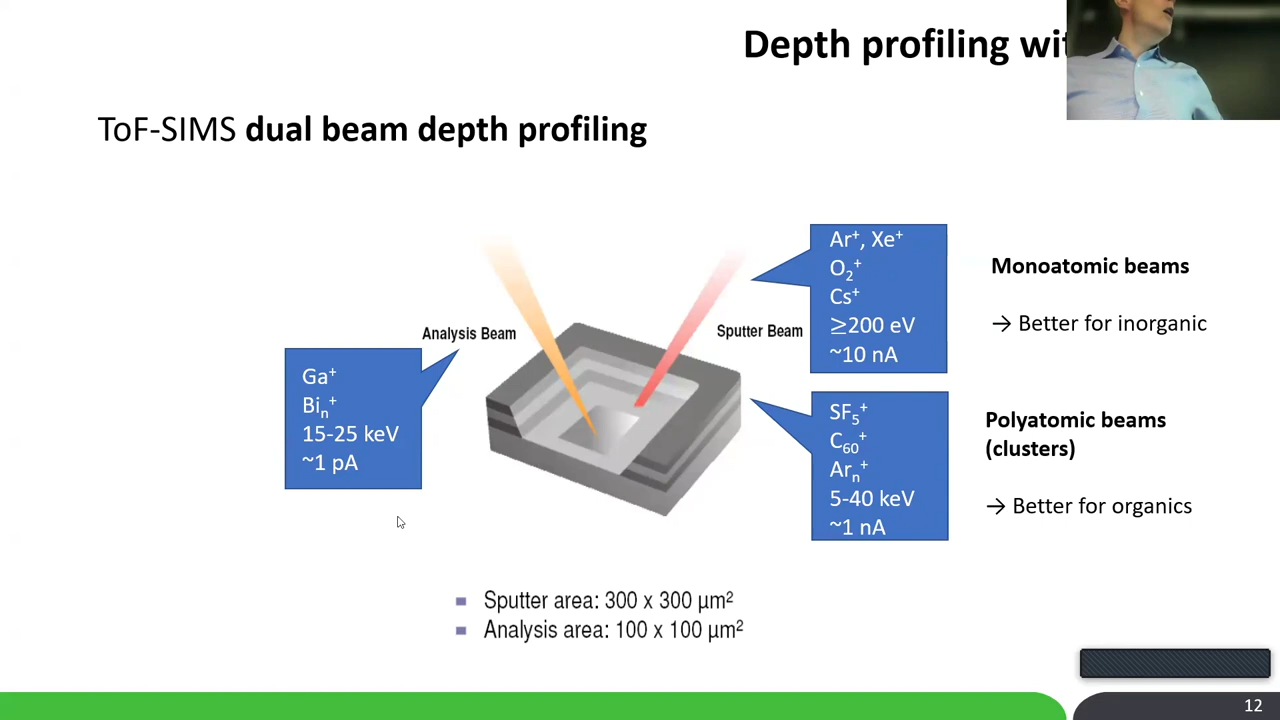 Depth profiling
ToF-SIMS dual beam depth profiling
Ar⁺, Xe⁺
O₂⁺
Cs⁺
≥200 eV
~10 nA
Monoatomic beams
→ Better for inorganic
Analysis Beam
Sputter Beam
Ga⁺
Biₙ⁺
15-25 keV
~1 pA
SF₅⁺
C₆₀⁺
Arₙ⁺
5-40 keV
~1 nA
Polyatomic beams
(clusters)
→ Better for organics
Sputter area: 300 x 300 µm²
Analysis area: 100 x 100 µm²
12